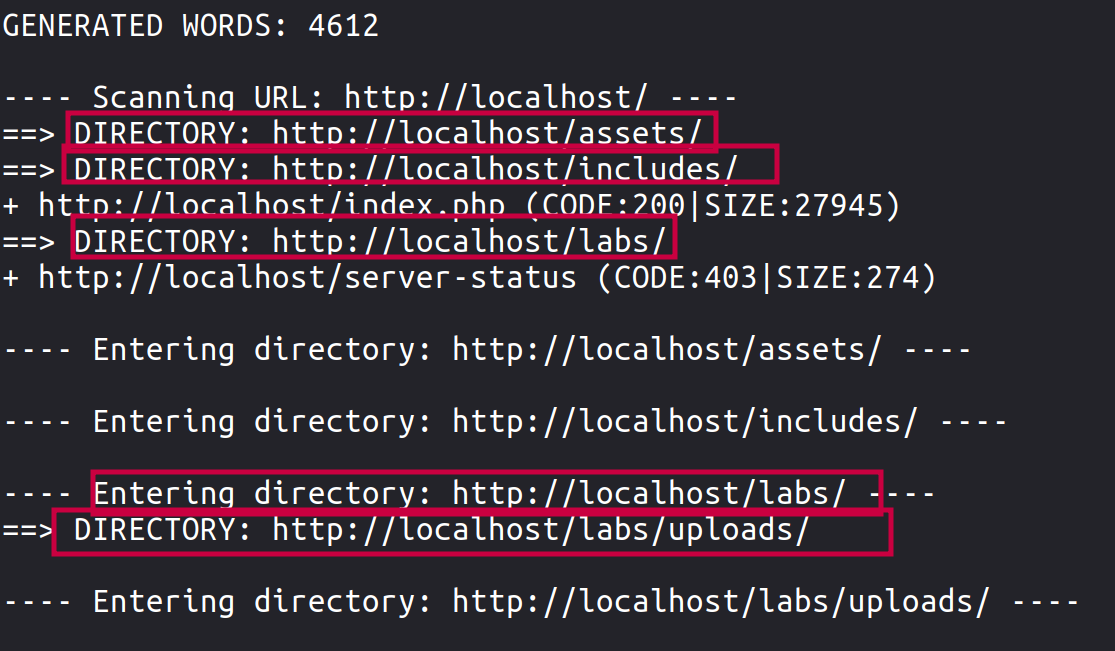 GENERATED WORDS: 4612
---- Scanning URL: http://localhost/ ----
==> DIRECTORY: http://localhost/assets/
==> DIRECTORY: http://localhost/includes/
+ http://localhost/index.php (CODE:200|SIZE:27945)
==> DIRECTORY: http://localhost/labs/
+ http://localhost/server-status (CODE:403|SIZE:274)
---- Entering directory: http://localhost/assets/ ----
---- Entering directory: http://localhost/includes/ ----
---- Entering directory: http://localhost/labs/ ----
==> DIRECTORY: http://localhost/labs/uploads/
---- Entering directory: http://localhost/labs/uploads/ ----